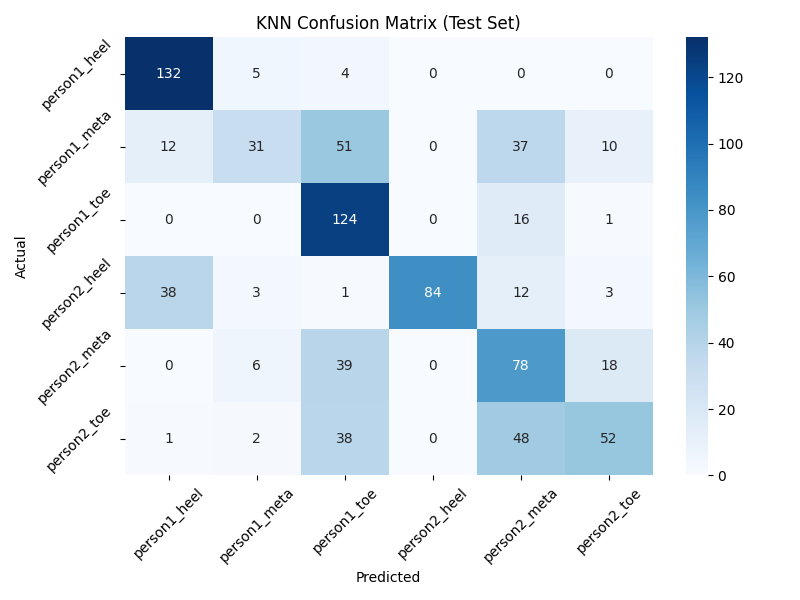 KNN Confusion Matrix (Test Set)
person1_heel 132 5 4 0 0 0
person1_meta 12 31 51 0 37 10
person1_toe 0 0 124 0 16 1
person2_heel 38 3 1 84 12 3
person2_meta 0 6 39 0 78 18
person2_toe 1 2 38 0 48 52
Actual
person1_heel person1_meta person1_toe person2_heel person2_meta person2_toe
Predicted
120
100
80
60
40
20
0